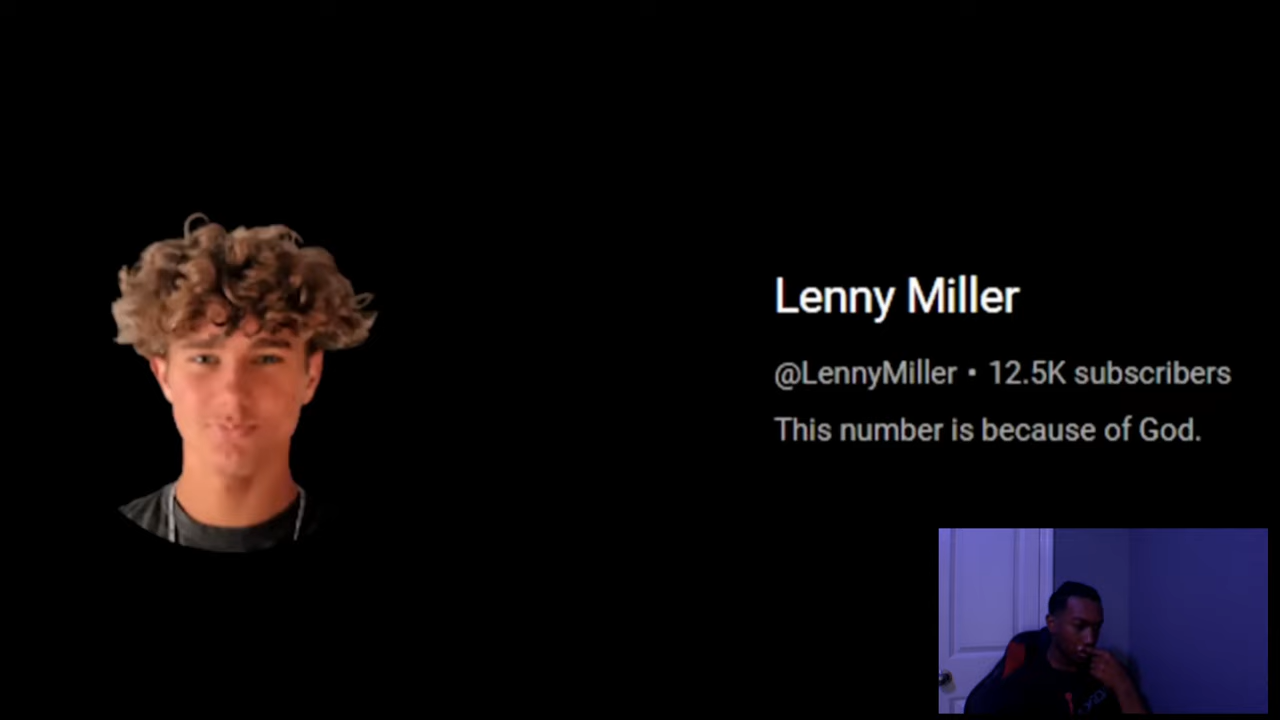 Lenny Miller
@LennyMiller • 12.5K subscribers
This number is because of God.